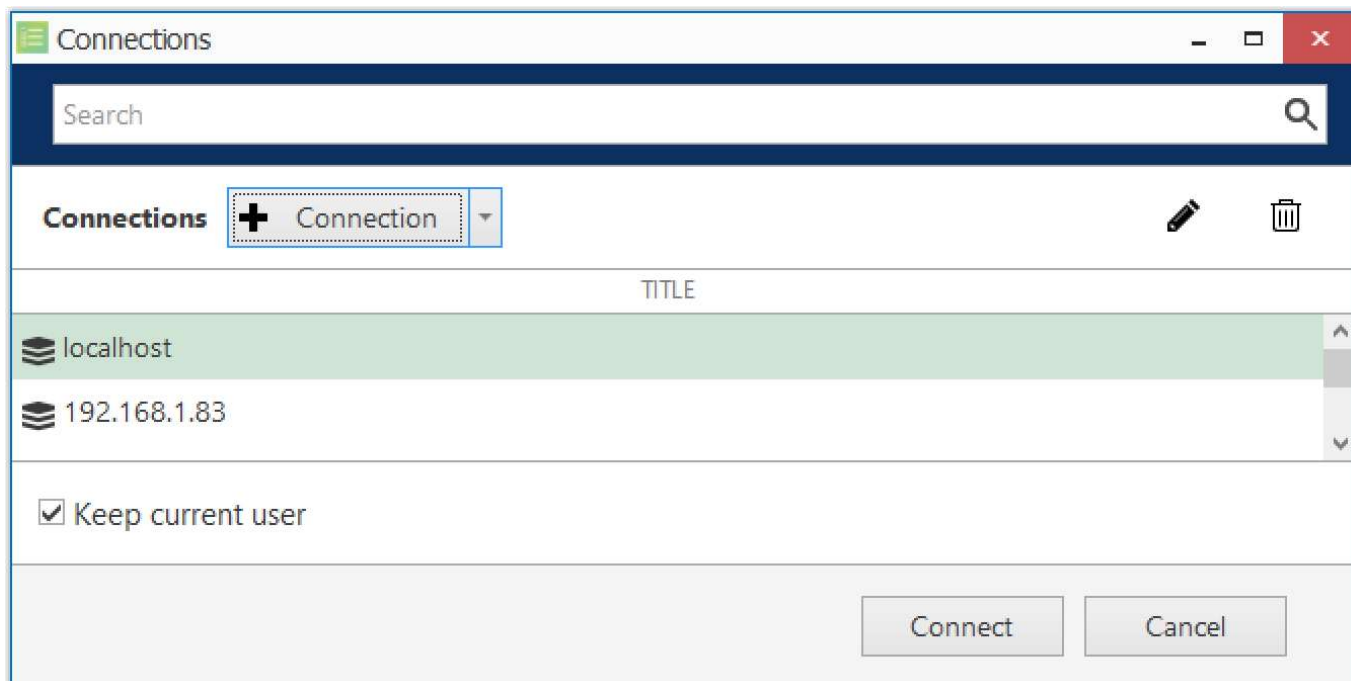 Connections
Search
Connections Connection
TITLE
localhost
192.168.1.83
Keep current user
Connect Cancel